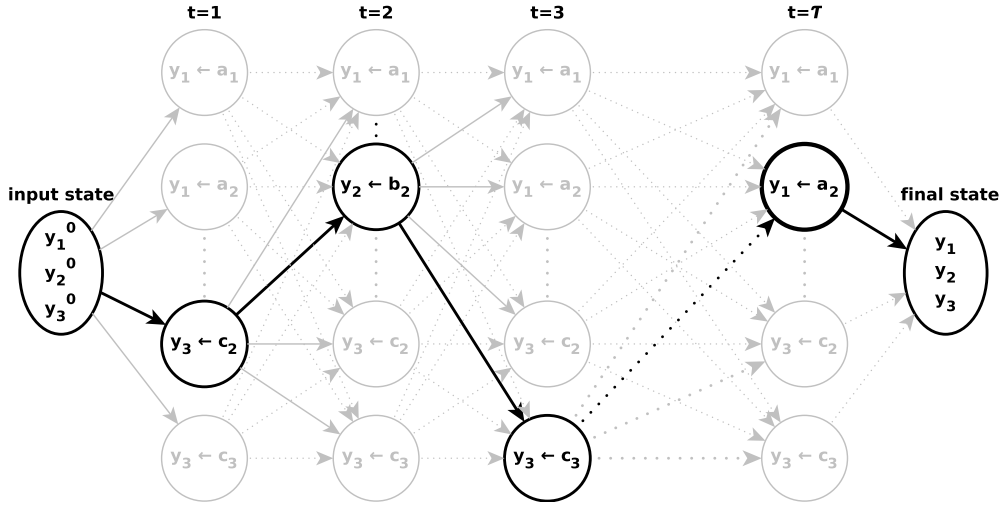 t=1 t=2 t=3 t=𝒯
y₁ ← a₁ y₁ ← a₁ y₁ ← a₁ y₁ ← a₁
y₁ ← a₂ y₂ ← b₂ y₁ ← a₂ y₁ ← a₂
input state final state
y₁⁰ y₁
y₂⁰ y₂
y₃⁰ y₃
y₃ ← c₂ y₃ ← c₂ y₃ ← c₂ y₃ ← c₂
y₃ ← c₃ y₃ ← c₃ y₃ ← c₃ y₃ ← c₃